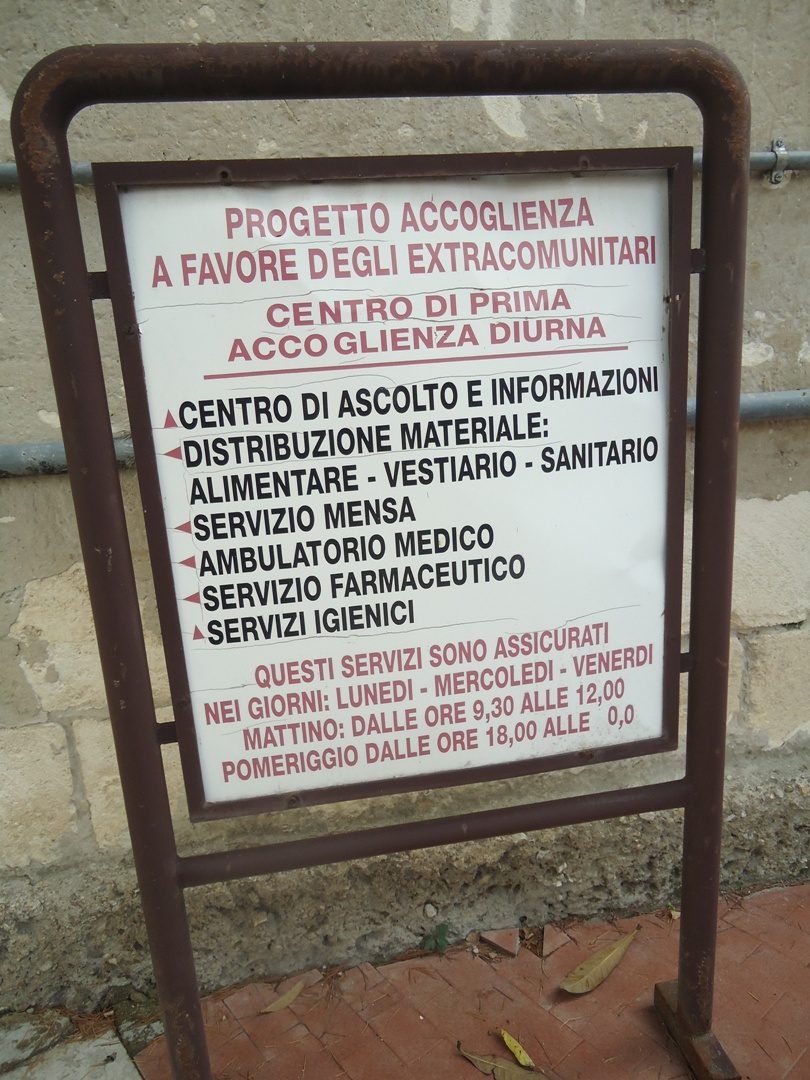 PROGETTO ACCOGLIENZA
A FAVORE DEGLI EXTRACOMUNITARI
CENTRO DI PRIMA
ACCOGLIENZA DIURNA
CENTRO DI ASCOLTO E INFORMAZIONI
DISTRIBUZIONE MATERIALE:
ALIMENTARE - VESTIARIO - SANITARIO
SERVIZIO MENSA
AMBULATORIO MEDICO
SERVIZIO FARMACEUTICO
SERVIZI IGIENICI
QUESTI SERVIZI SONO ASSICURATI
NEI GIORNI: LUNEDI - MERCOLEDI - VENERDI
MATTINO: DALLE ORE 9,30 ALLE 12,00
POMERIGGIO DALLE ORE 18,00 ALLE 0,0